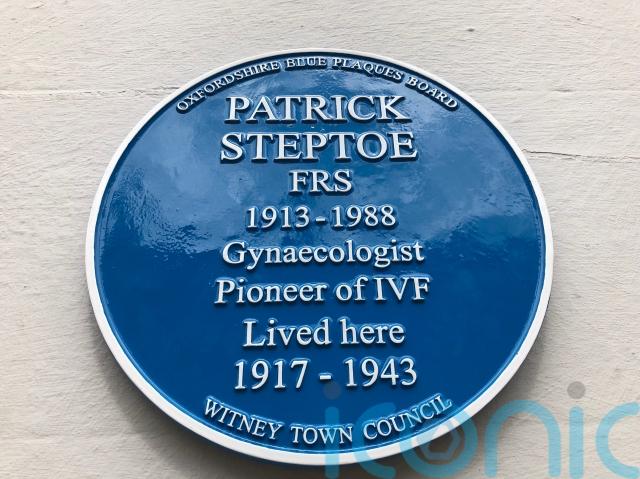 OXFORDSHIRE BLUE PLAQUES BOARD
PATRICK
STEPTOE
FRS
1913-1988
Gynaecologist
Pioneer of IVF
Lived here
1917 - 1943
WITNEY TOWN COUNCIL
iconic